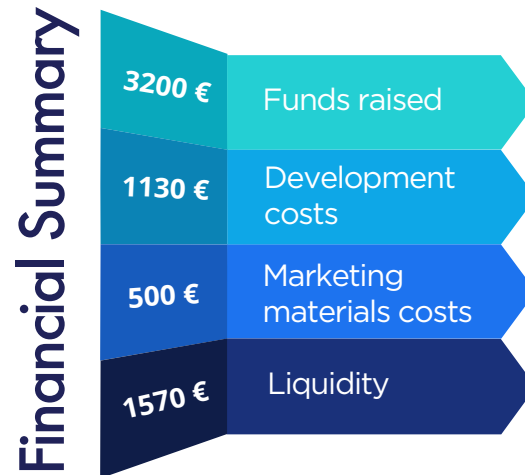 Financial Summary
3200 €
Funds raised
1130 €
Development
costs
500 €
Marketing
materials costs
1570 €
Liquidity